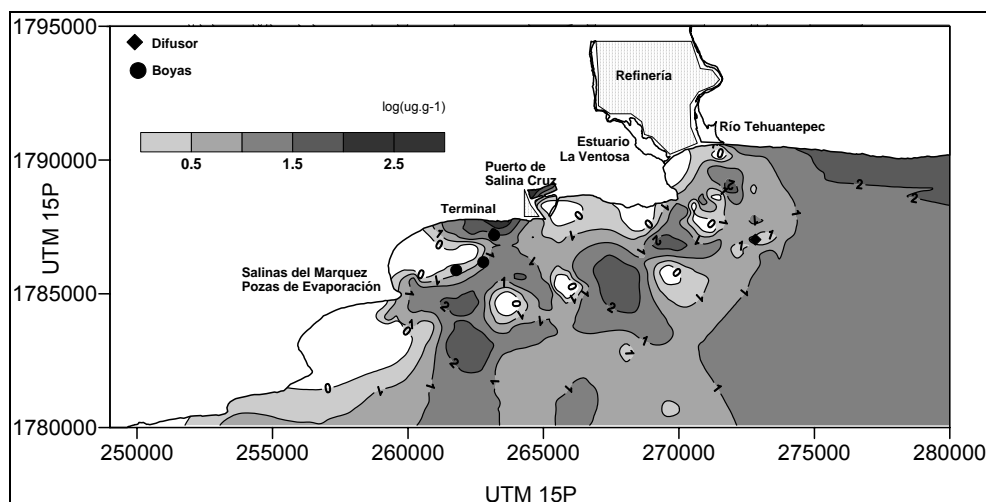 1795000
Difusor
Boyas
Refinería
log(ug.g-1)
0.5
1.5
2.5
Río Tehuantepec
Estuario
La Ventosa
1790000
Puerto de
Salina Cruz
Terminal
Salinas del Marquez
Pozas de Evaporación
1785000
1780000
UTM 15P
250000
255000
260000
265000
270000
275000
280000
UTM 15P